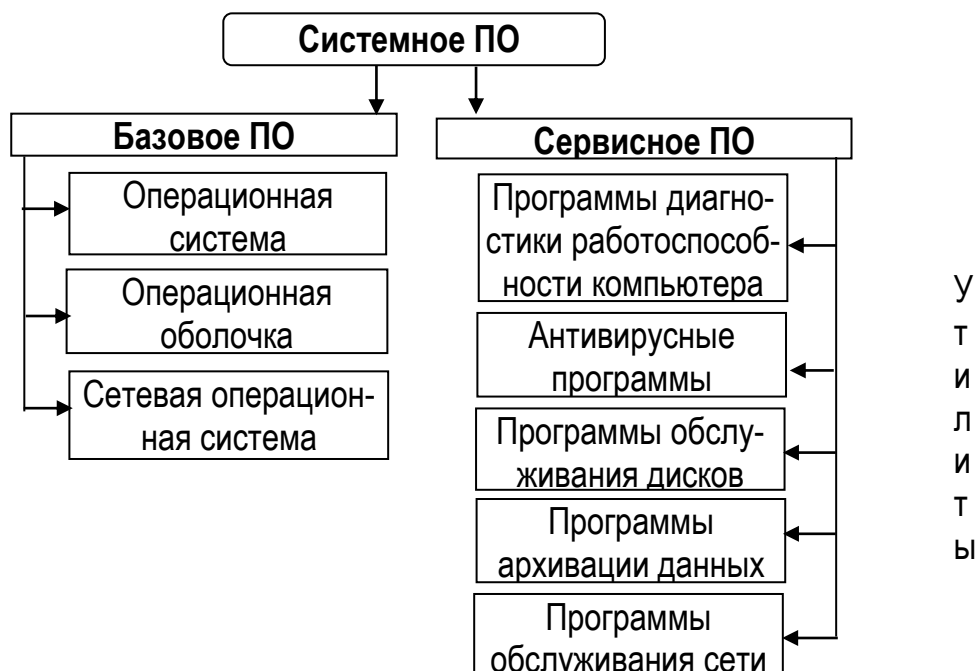 Системное ПО
Базовое ПО
Операционная
система
Операционная
оболочка
Сетевая операцион-
ная система
Сервисное ПО
Программы диагно-
стики работоспособ-
ности компьютера
Антивирусные
программы
Программы обслу-
живания дисков
Программы
архивации данных
Программы
обслуживания сети
У
т
и
л
и
т
ы